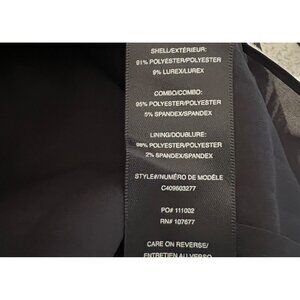 SHELL/EXTÉRIEUR:
91% POLYESTER/POLYESTER
9% LUREX/LUREX
COMBO/COMBO:
95% POLYESTER/POLYESTER
5% SPANDEX/SPANDEX
LINING/DOUBLURE:
98% POLYESTER/POLYESTER
2% SPANDEX/SPANDEX
STYLE#/NUMÉRO DE MODÈLE
C409603277
PO# 111002
RN# 107677
CARE ON REVERSE/
ENTRETIEN AU VERSO